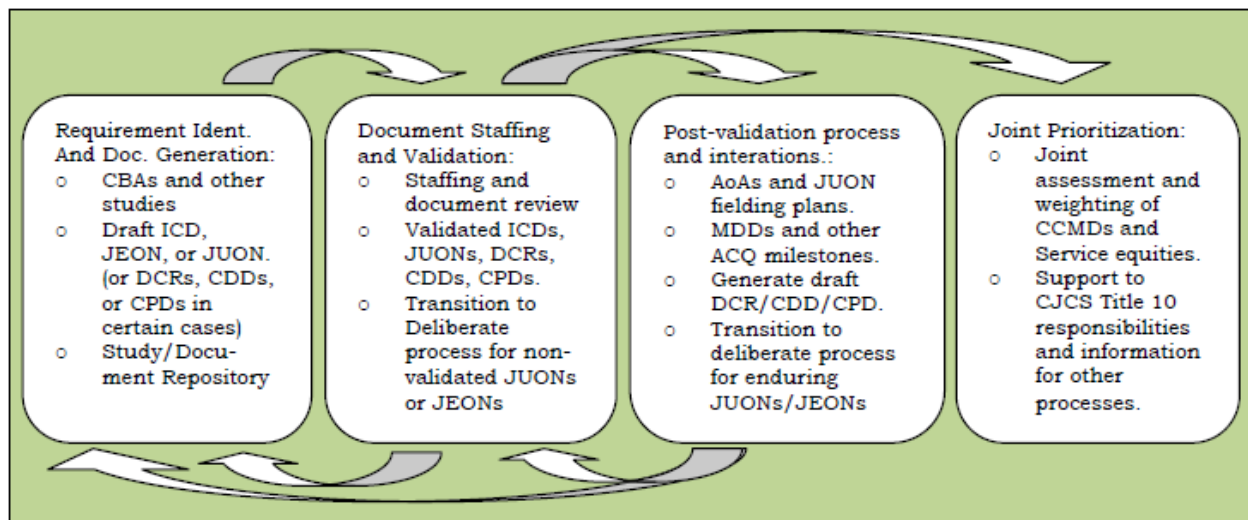 Requirement Ident.
And Doc. Generation:
o CBAs and other
studies
o Draft ICD,
JEON, or JUON.
(or DCRs, CDDs,
or CPDs in
certain cases)
o Study/Docu-
ment Repository
Document Staffing
and Validation:
o Staffing and
document review
o Validated ICDs,
JUONs, DCRs,
CDDs, CPDs.
o Transition to
Deliberate
process for non-
validated JUONs
or JEONs
Post-validation process
and interations.:
o AoAs and JUON
fielding plans.
o MDDs and other
ACQ milestones.
o Generate draft
DCR/CDD/CPD.
o Transition to
deliberate process
for enduring
JUONs/JEONs
Joint Prioritization:
o Joint
assessment and
weighting of
CCMDs and
Service equities.
o Support to
CJCS Title 10
responsibilities
and information
for other
processes.